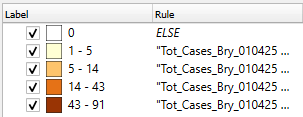 Label Rule
0 ELSE
1 - 5 "Tot_Cases_Bry_010425 ...
5 - 14 "Tot_Cases_Bry_010425 ...
14 - 43 "Tot_Cases_Bry_010425 ...
43 - 91 "Tot_Cases_Bry_010425 ...